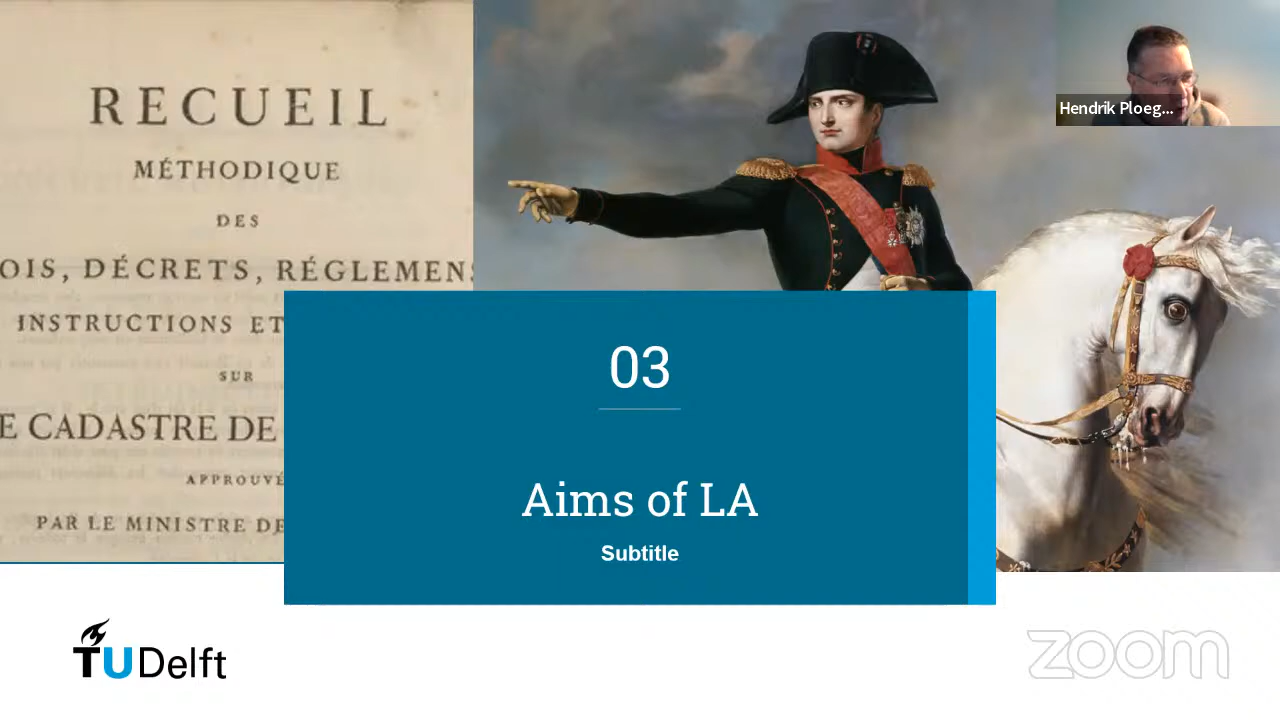 RECUEIL
MÉTHODIQUE
DES
OIS, DÉCRETS, RÉGLEMENS
INSTRUCTIONS ET
SUR
E CADASTRE DE
APPROUVÉ
PAR LE MINISTRE DE
Hendrik Ploeg...
03
Aims of LA
Subtitle
TUDelft
zoom